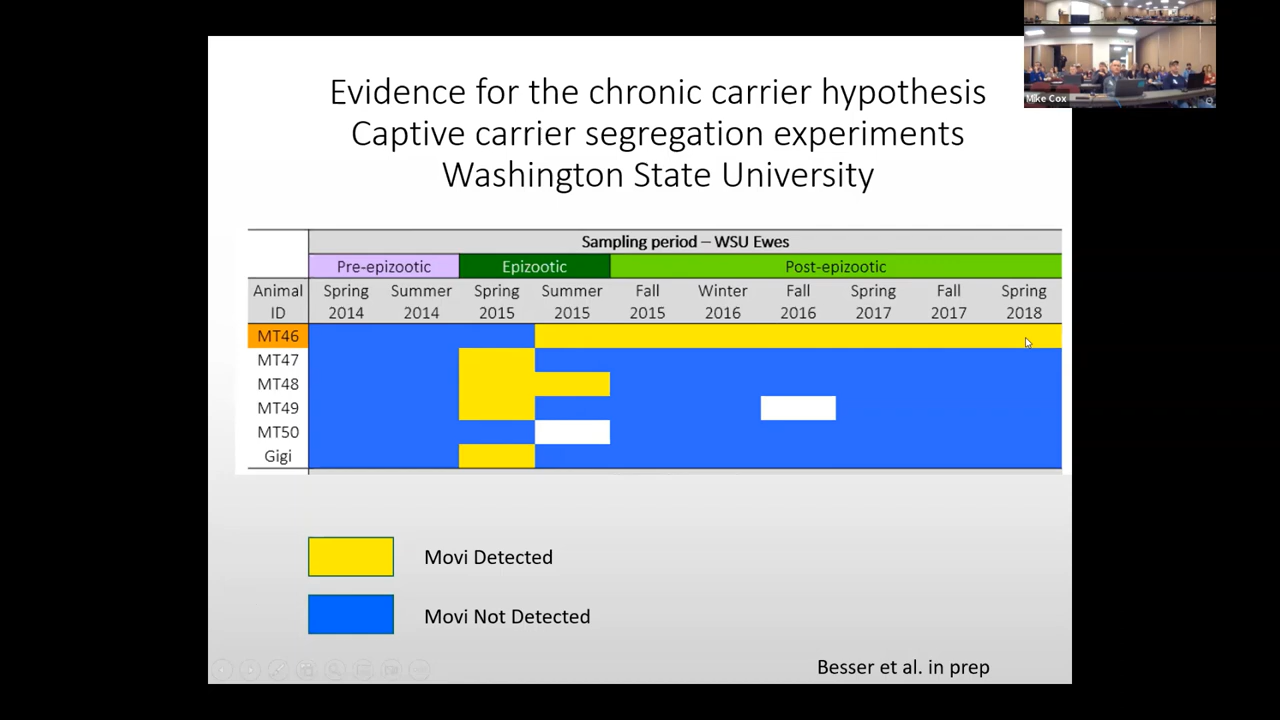 Evidence for the chronic carrier hypothesis
Captive carrier segregation experiments
Washington State University
Mike Cox
Sampling period – WSU Ewes
Pre-epizootic Epizootic Post-epizootic
Animal Spring Summer Spring Summer Fall Winter Fall Spring Fall Spring
ID 2014 2014 2015 2015 2015 2016 2016 2017 2017 2018
MT46
MT47
MT48
MT49
MT50
Gigi
Movi Detected
Movi Not Detected
Besser et al. in prep